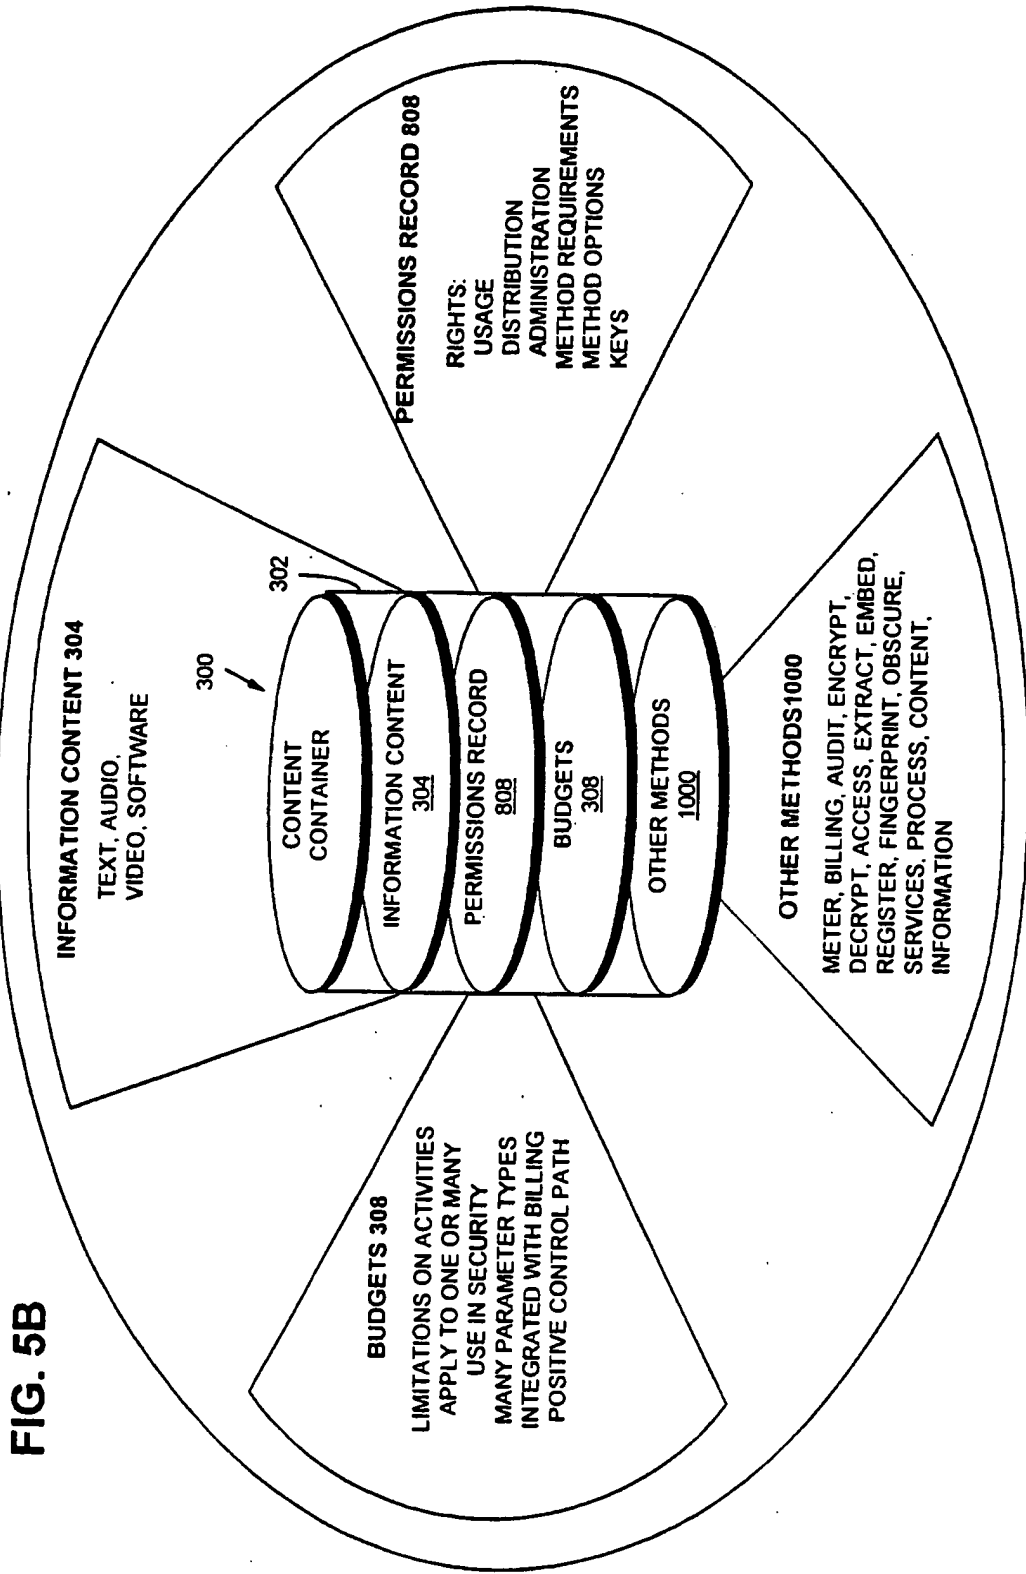 FIG. 5B
INFORMATION CONTENT 304
TEXT, AUDIO,
VIDEO, SOFTWARE
300
302
CONTENT
CONTAINER
INFORMATION CONTENT
304
PERMISSIONS RECORD
808
BUDGETS
308
OTHER METHODS
1000
BUDGETS 308
LIMITATIONS ON ACTIVITIES
APPLY TO ONE OR MANY
USE IN SECURITY
MANY PARAMETER TYPES
INTEGRATED WITH BILLING
POSITIVE CONTROL PATH
PERMISSIONS RECORD 808
RIGHTS:
USAGE
DISTRIBUTION
ADMINISTRATION
METHOD REQUIREMENTS
METHOD OPTIONS
KEYS
OTHER METHODS1000
METER, BILLING, AUDIT, ENCRYPT,
DECRYPT, ACCESS, EXTRACT, EMBED,
REGISTER, FINGERPRINT, OBSCURE,
SERVICES, PROCESS, CONTENT,
INFORMATION